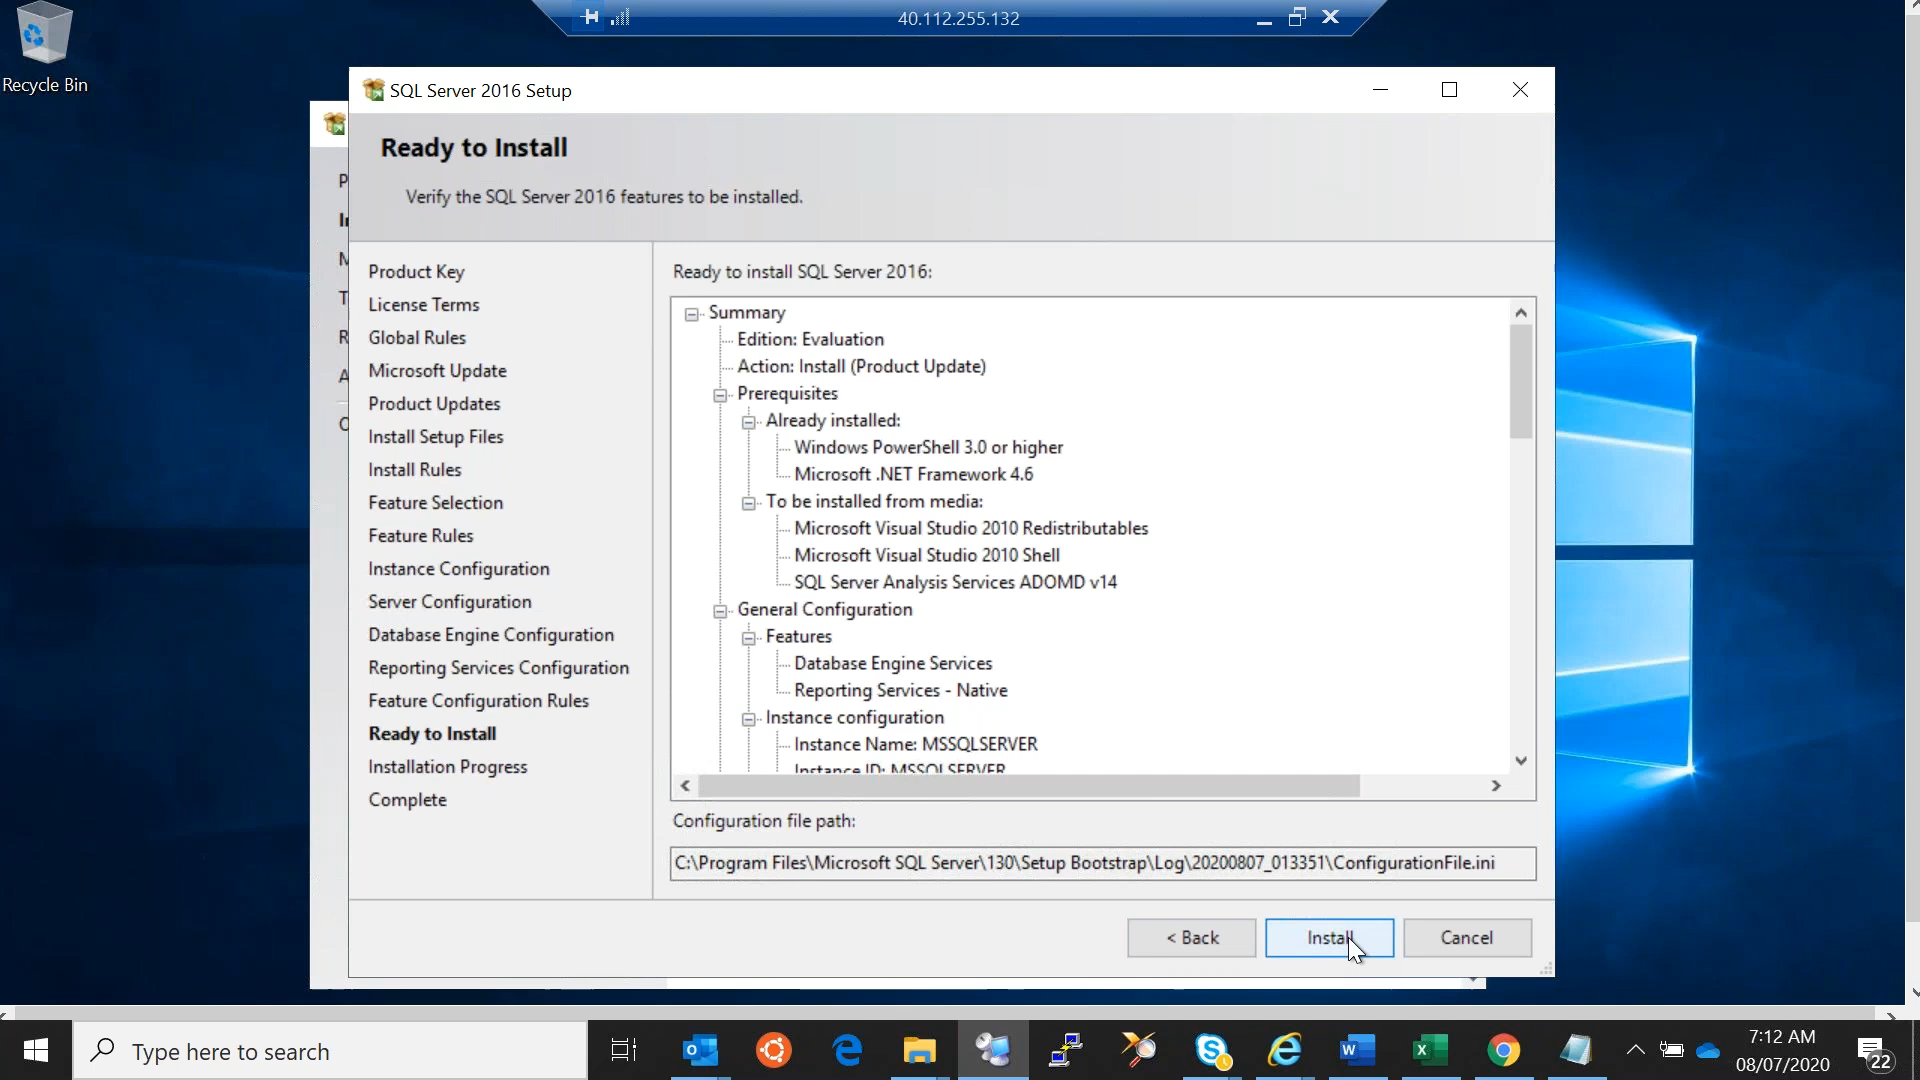 40.112.255.132
Recycle Bin
SQL Server 2016 Setup
Ready to Install
Verify the SQL Server 2016 features to be installed.
Product Key
License Terms
Global Rules
Microsoft Update
Product Updates
Install Setup Files
Install Rules
Feature Selection
Feature Rules
Instance Configuration
Server Configuration
Database Engine Configuration
Reporting Services Configuration
Feature Configuration Rules
Ready to Install
Installation Progress
Complete
Ready to install SQL Server 2016:
Summary
Edition: Evaluation
Action: Install (Product Update)
Prerequisites
Already installed:
Windows PowerShell 3.0 or higher
Microsoft .NET Framework 4.6
To be installed from media:
Microsoft Visual Studio 2010 Redistributables
Microsoft Visual Studio 2010 Shell
SQL Server Analysis Services ADOMD v14
General Configuration
Features
Database Engine Services
Reporting Services - Native
Instance configuration
Instance Name: MSSQLSERVER
Instance ID: MSSQLSERVER
Configuration file path:
C:\Program Files\Microsoft SQL Server\130\Setup Bootstrap\Log\20200807_013351\ConfigurationFile.ini
< Back
Install
Cancel
Type here to search
7:12 AM
08/07/2020
22